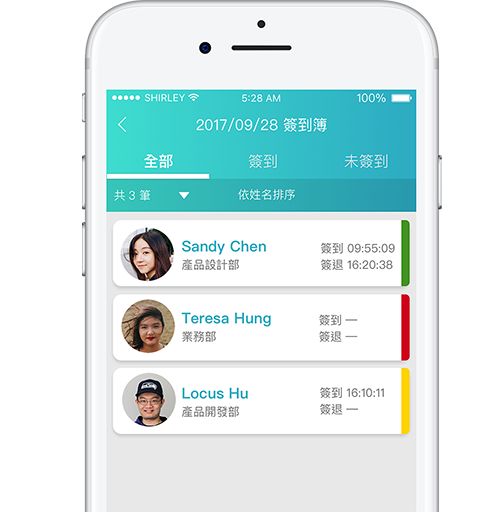 SHIRLEY 5:28 AM 100%
2017/09/28 簽到簿
全部 簽到 未簽到
共 3 筆 依姓名排序
Sandy Chen
產品設計部
簽到 09:55:09
簽退 16:20:38
Teresa Hung
業務部
簽到 —
簽退 —
Locus Hu
產品開發部
簽到 16:10:11
簽退 —